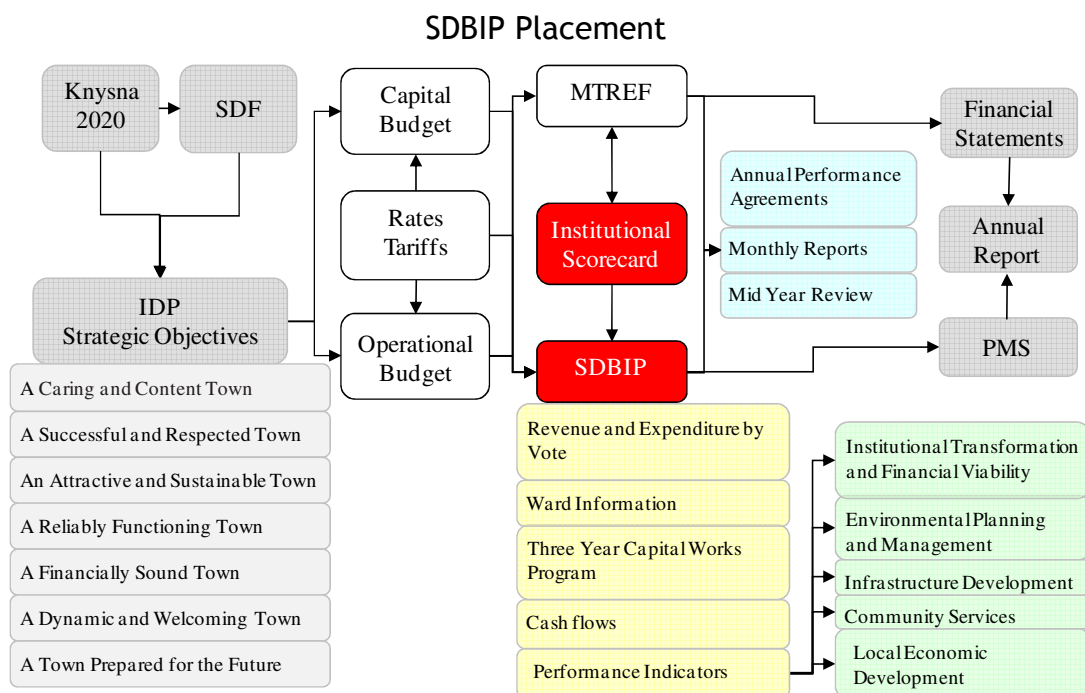 SDBIP Placement
Knysna
2020
SDF
IDP
Strategic Objectives
A Caring and Content Town
A Successful and Respected Town
An Attractive and Sustainable Town
A Reliably Functioning Town
A Financially Sound Town
A Dynamic and Welcoming Town
A Town Prepared for the Future
Capital
Budget
Rates
Tariffs
Operational
Budget
MTREF
Institutional
Scorecard
SDBIP
Revenue and Expenditure by
Vote
Ward Information
Three Year Capital Works
Program
Cash flows
Performance Indicators
Annual Performance
Agreements
Monthly Reports
Mid Year Review
Financial
Statements
Annual
Report
PMS
Institutional Transformation
and Financial Viability
Environmental Planning
and Management
Infrastructure Development
Community Services
Local Economic
Development